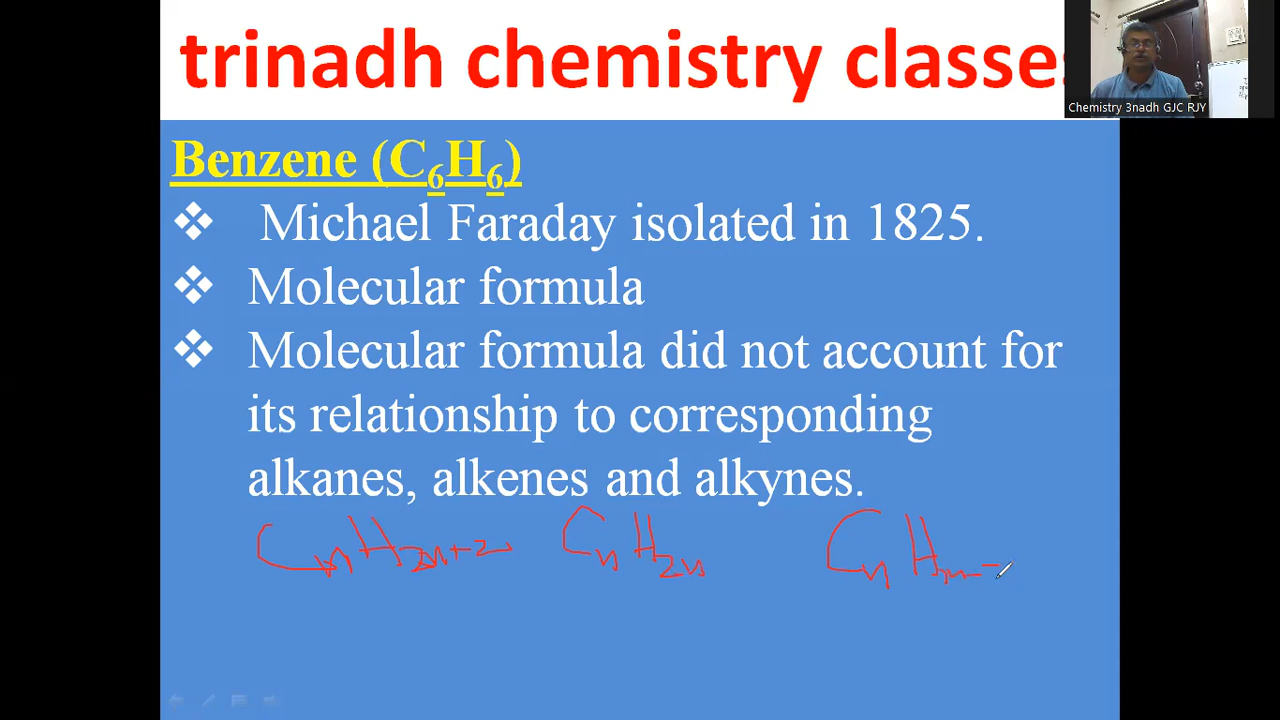 trinadh chemistry classes
Chemistry 3nadh GJC RJY
Benzene (C₆H₆)
❖ Michael Faraday isolated in 1825.
❖ Molecular formula
❖ Molecular formula did not account for
its relationship to corresponding
alkanes, alkenes and alkynes.
CnH2n+2 CnH2n CnH2n-